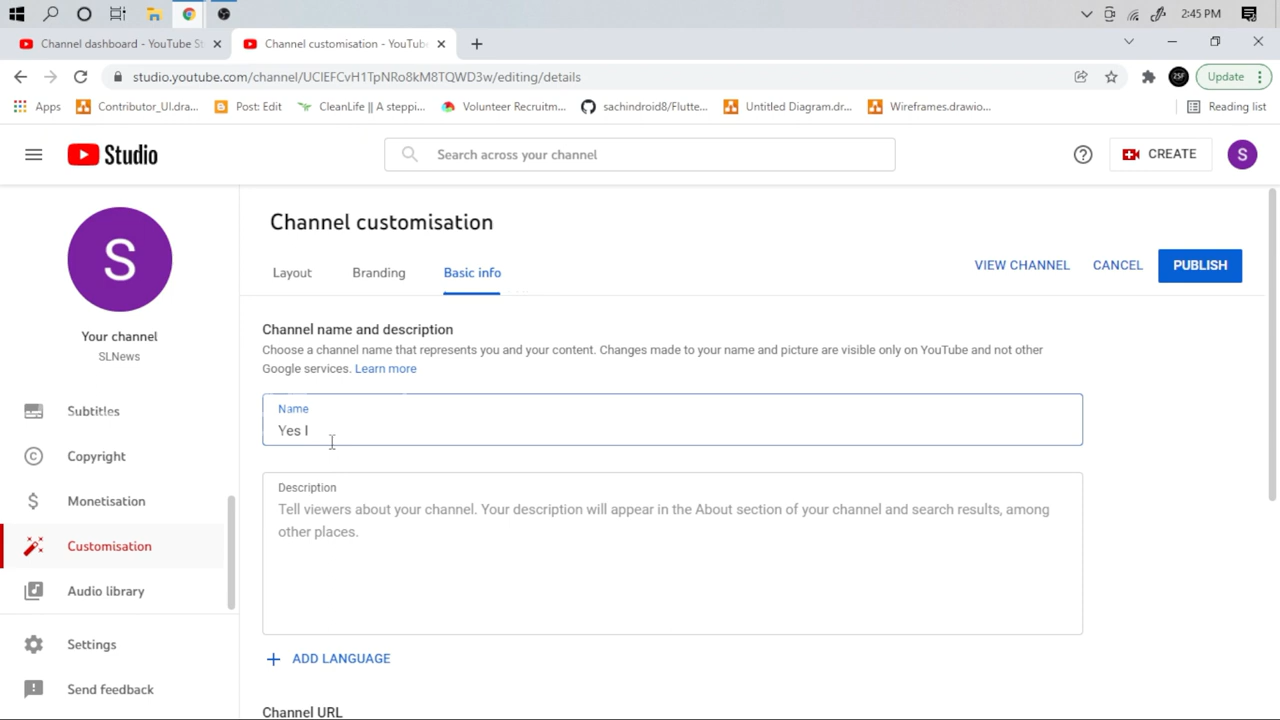 2:45 PM
Channel dashboard - YouTube St
Channel customisation - YouTube
studio.youtube.com/channel/UCIEFCvH1TpNRo8kM8TQWD3w/editing/details
ZSF
Update
Apps
Contributor_UI.dra...
Post: Edit
CleanLife || A steppi...
Volunteer Recruitm...
sachindroid8/Flutte...
Untitled Diagram.dr...
Wireframes.drawio...
Reading list
Studio
Search across your channel
CREATE
S
S
Your channel
SLNews
Subtitles
Copyright
Monetisation
Customisation
Audio library
Settings
Send feedback
Channel customisation
Layout
Branding
Basic info
VIEW CHANNEL
CANCEL
PUBLISH
Channel name and description
Choose a channel name that represents you and your content. Changes made to your name and picture are visible only on YouTube and not other
Google services. Learn more
Name
Yes I
Description
Tell viewers about your channel. Your description will appear in the About section of your channel and search results, among
other places.
ADD LANGUAGE
Channel URL